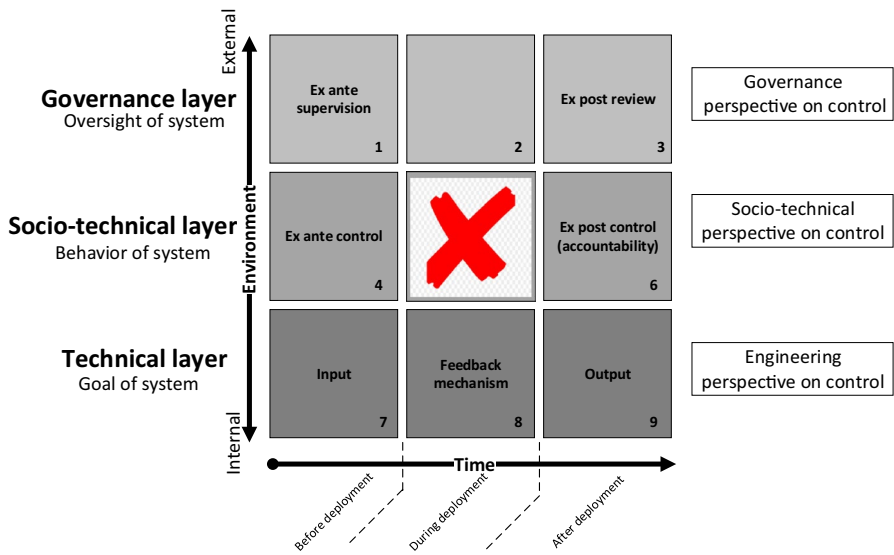 External
Governance layer
Oversight of system
Ex ante
supervision
1
2
Ex post review
3
Governance
perspective on control
Environment
Socio-technical layer
Behavior of system
Ex ante control
4
Ex post control
(accountability)
6
Socio-technical
perspective on control
Technical layer
Goal of system
Input
7
Feedback
mechanism
8
Output
9
Engineering
perspective on control
Internal
Time
Before deployment
During deployment
After deployment